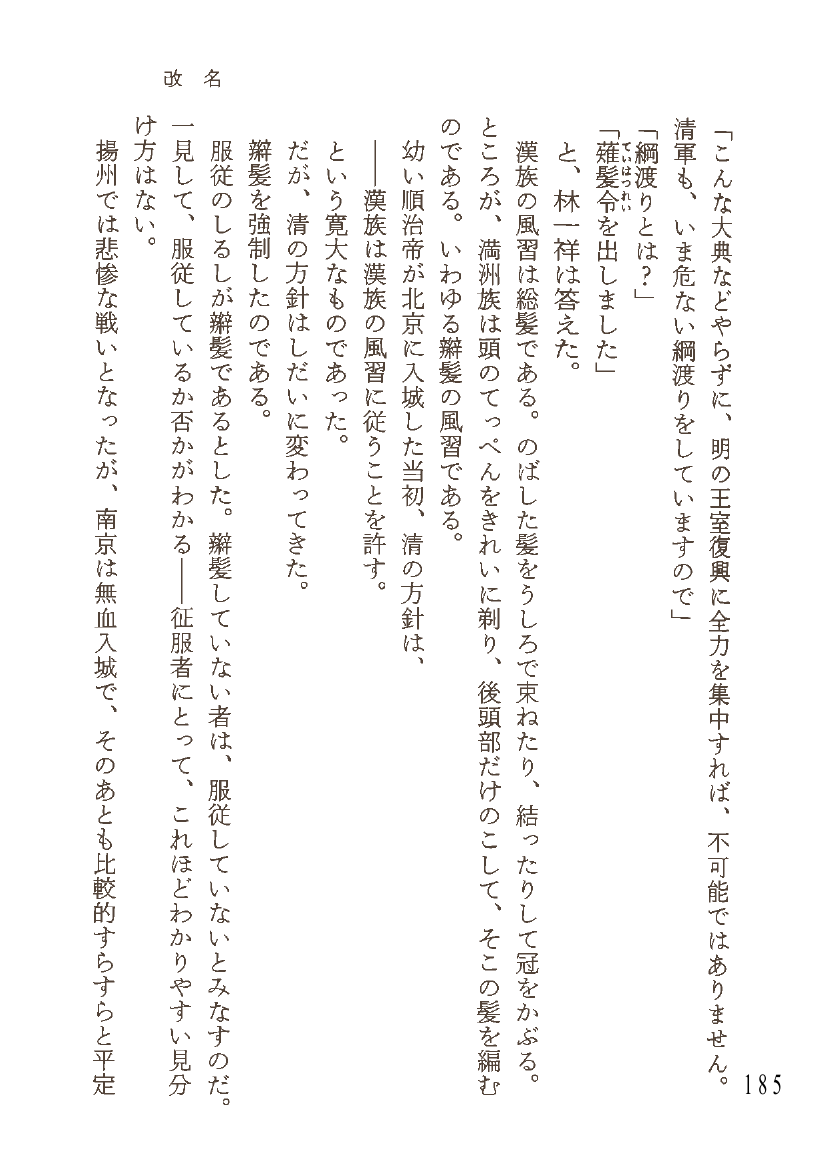 改名
「こんな大典などやらずに、明の王室復興に全力を集中すれば、不可能ではありません。
清軍も、いま危ない綱渡りをしていますので」
「綱渡りとは？」
「薙髪令を出しました」
ていはつれい
と、林一祥は答えた。
漢族の風習は総髪である。のばした髪をうしろで束ねたり、結ったりして冠をかぶる。
ところが、満洲族は頭のてっぺんをきれいに剃り、後頭部だけのこして、そこの髪を編む
のである。いわゆる辮髪の風習である。
幼い順治帝が北京に入城した当初、清の方針は、
――漢族は漢族の風習に従うことを許す。
という寛大なものであった。
だが、清の方針はしだいに変わってきた。
辮髪を強制したのである。
服従のしるしが辮髪であるとした。辮髪していない者は、服従していないとみなすのだ。
一見して、服従しているか否かがわかる――征服者にとって、これほどわかりやすい見分
け方はない。
揚州では悲惨な戦いとなったが、南京は無血入城で、そのあとも比較的すらすらと平定
185